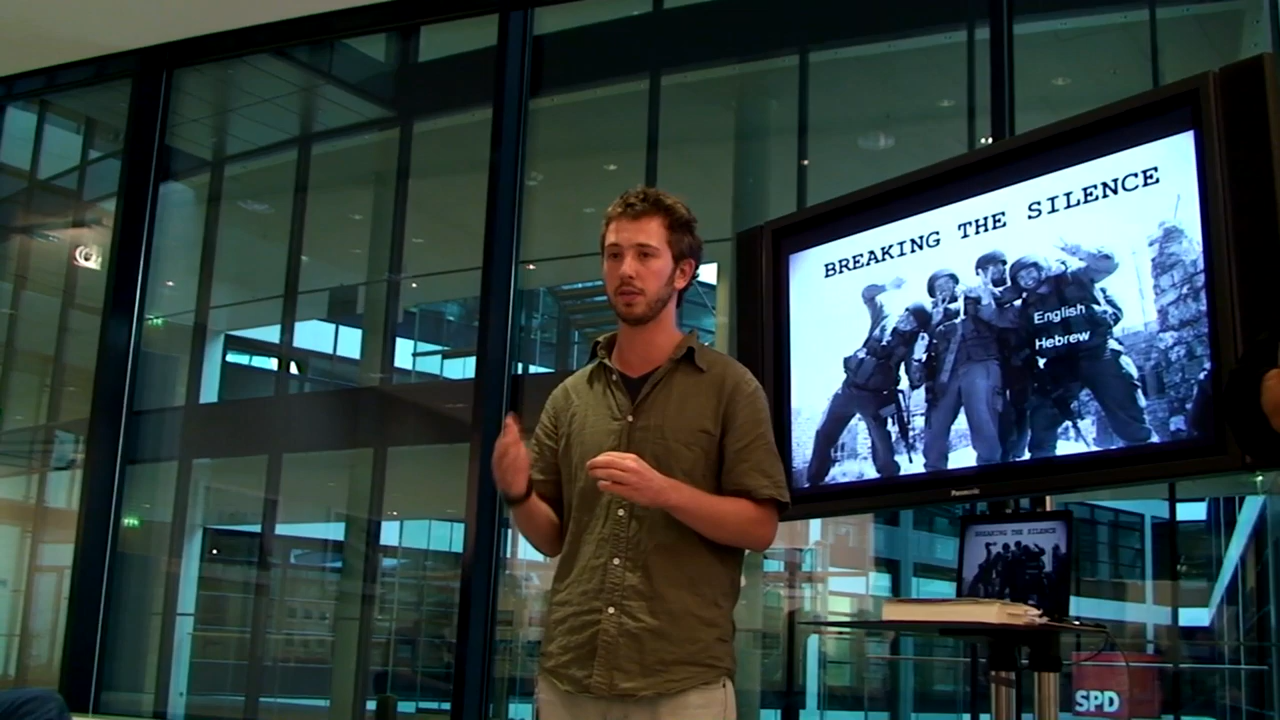 BREAKING THE SILENCE
English
Hebrew
Panasonic
BREAKING THE SILENCE
SPD